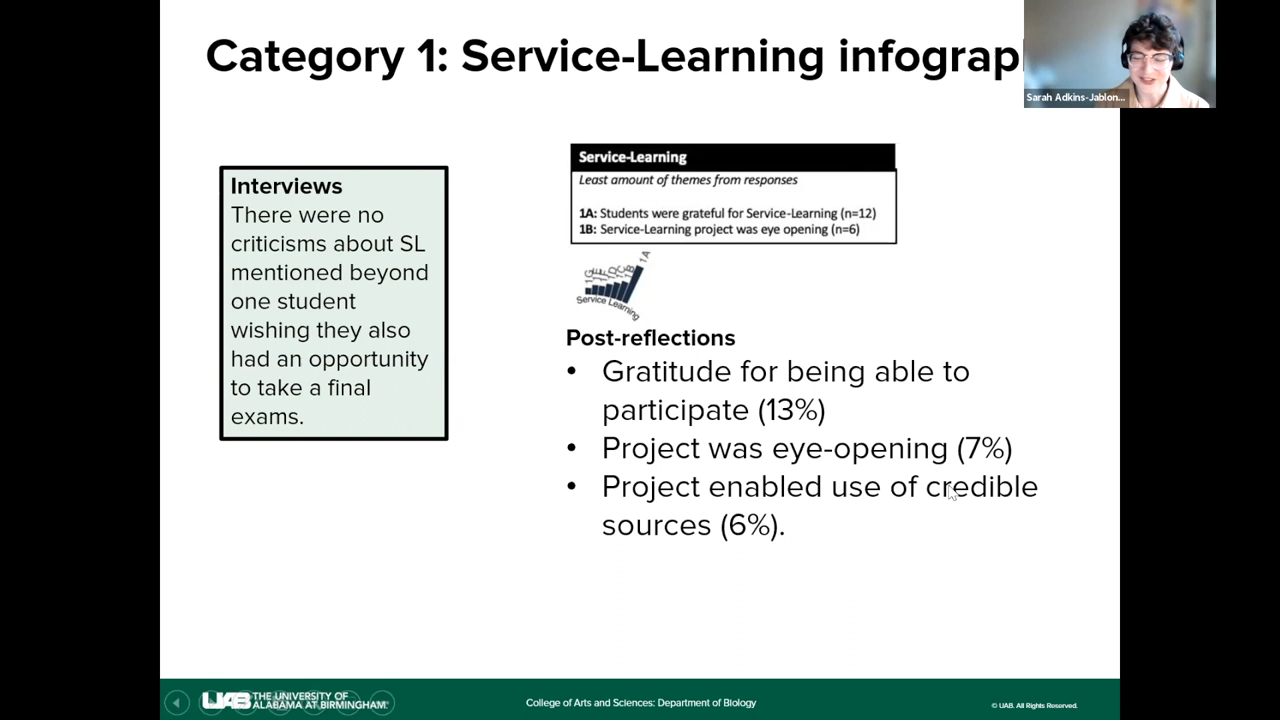 Category 1: Service-Learning infograp
Sarah Adkins-Jablon...
Interviews
There were no
criticisms about SL
mentioned beyond
one student
wishing they also
had an opportunity
to take a final
exams.
Service-Learning
Least amount of themes from responses
1A: Students were grateful for Service-Learning (n=12)
1B: Service-Learning project was eye opening (n=6)
1A
1B
Service Learning
Post-reflections
• Gratitude for being able to
participate (13%)
• Project was eye-opening (7%)
• Project enabled use of credible
sources (6%).
UAB THE UNIVERSITY OF
ALABAMA AT BIRMINGHAM.
College of Arts and Sciences: Department of Biology
© UAB. All Rights Reserved.